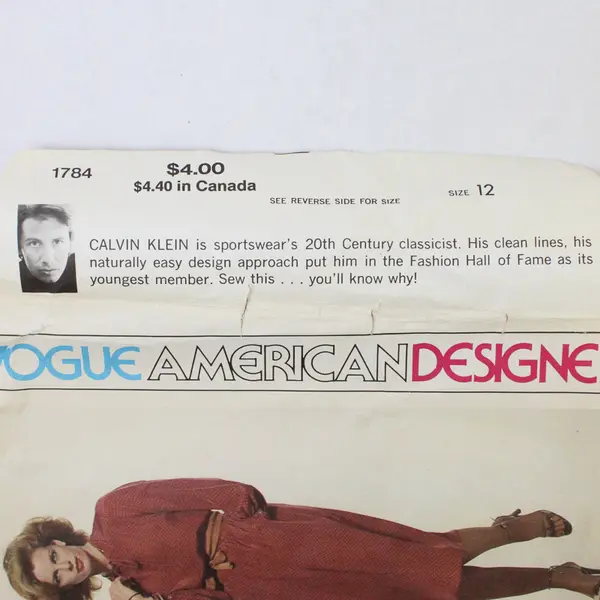 1784
$4.00
$4.40 in Canada
SEE REVERSE SIDE FOR SIZE
SIZE 12
CALVIN KLEIN is sportswear's 20th Century classicist. His clean lines, his
naturally easy design approach put him in the Fashion Hall of Fame as its
youngest member. Sew this . . . you'll know why!
VOGUE AMERICAN DESIGNE